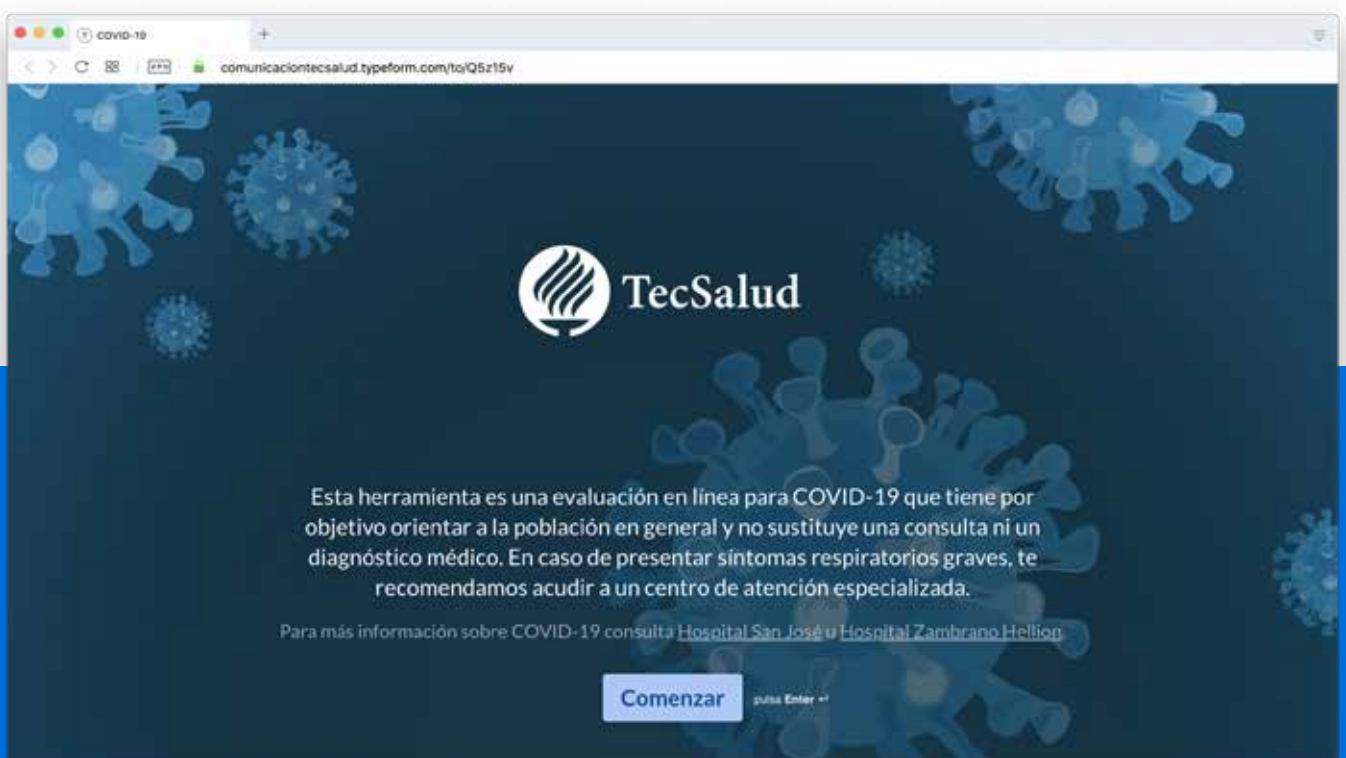 COVID-19
VPN
comunicaciontecsalud.typeform.com/to/Q5z15v
TecSalud
Esta herramienta es una evaluación en línea para COVID-19 que tiene por
objetivo orientar a la población en general y no sustituye una consulta ni un
diagnóstico médico. En caso de presentar síntomas respiratorios graves, te
recomendamos acudir a un centro de atención especializada.
Para más información sobre COVID-19 consulta Hospital San José u Hospital Zambrano Hellion
Comenzar
pulsa Enter ↵